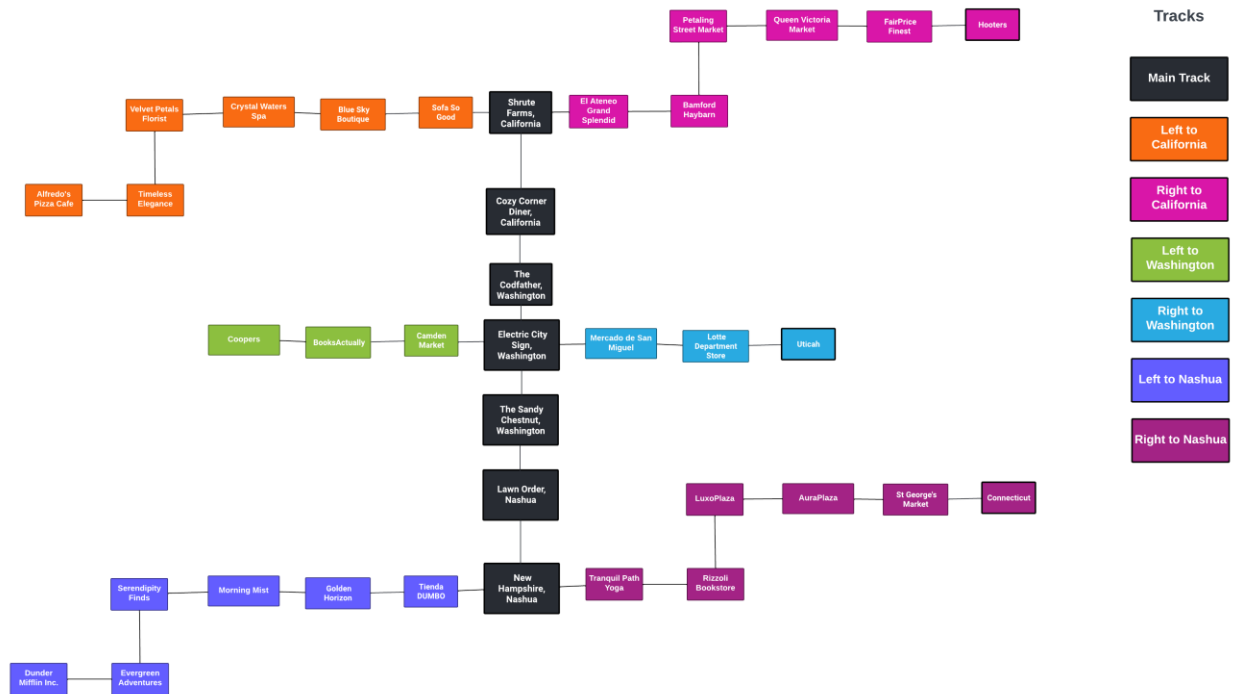 Tracks
Petaling
Street Market
Queen Victoria
Market
FairPrice
Finest
Hooters
Main Track
Velvet Petals
Florist
Crystal Waters
Spa
Blue Sky
Boutique
Sofa So
Good
Shrute
Farms,
California
El Ateneo
Grand
Splendid
Bamford
Haybarn
Left to
California
Alfredo's
Pizza Cafe
Timeless
Elegance
Cozy Corner
Diner,
California
Right to
California
The
Codfather,
Washington
Left to
Washington
Coopers
BooksActually
Camden
Market
Electric City
Sign,
Washington
Mercado de San
Miguel
Lotte
Department
Store
Uticah
Right to
Washington
The Sandy
Chestnut,
Washington
Left to Nashua
Right to Nashua
Lawn Order,
Nashua
LuxoPlaza
AuraPlaza
St George's
Market
Connecticut
Serendipity
Finds
Morning Mist
Golden
Horizon
Tienda
DUMBO
New
Hampshire,
Nashua
Tranquil Path
Yoga
Rizzoli
Bookstore
Dunder
Mifflin Inc.
Evergreen
Adventures